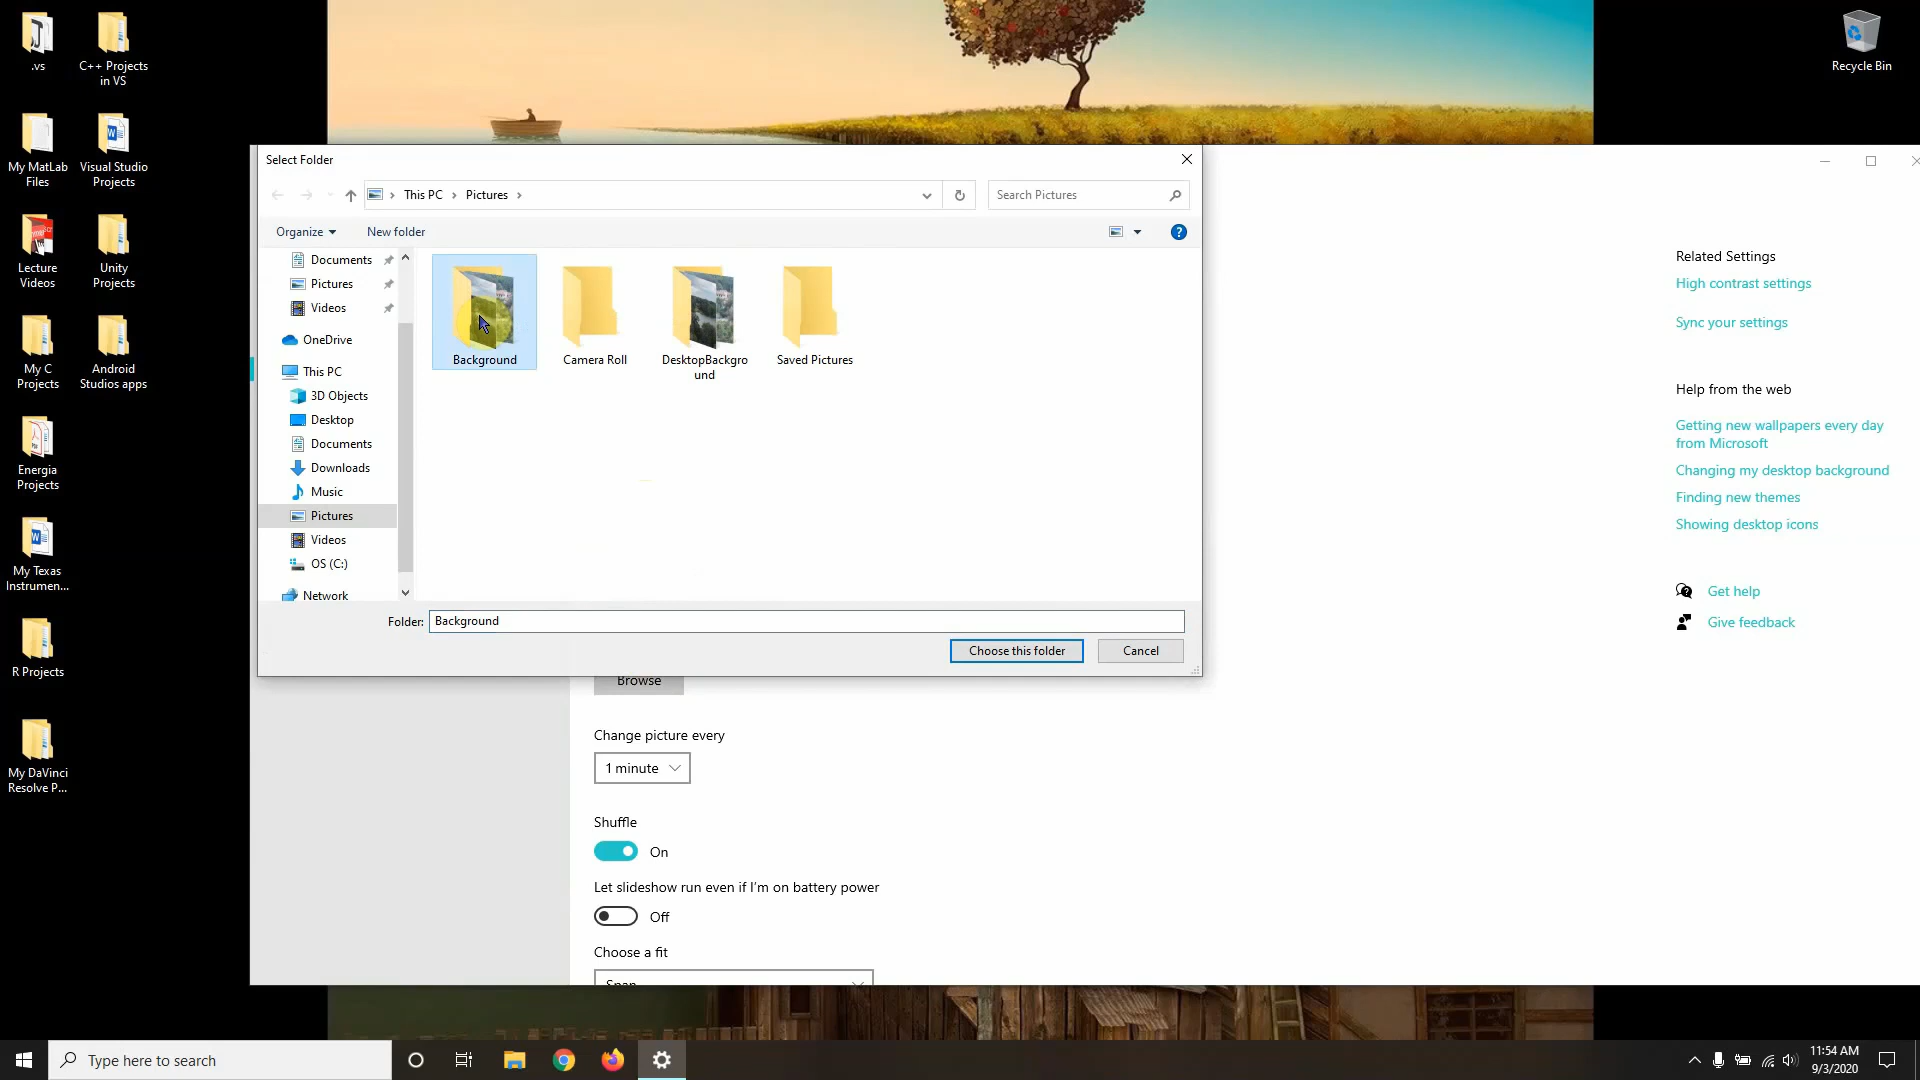 .vs
C++ Projects
in VS
Recycle Bin
My MatLab
Files
Visual Studio
Projects
Lecture
Videos
Unity
Projects
My C
Projects
Android
Studios apps
Energia
Projects
My Texas
Instrumen...
R Projects
My DaVinci
Resolve P...
Select Folder
This PC
Pictures
Search Pictures
Organize
New folder
Documents
Pictures
Videos
OneDrive
This PC
3D Objects
Desktop
Documents
Downloads
Music
Pictures
Videos
OS (C:)
Network
Background
Camera Roll
DesktopBackgro
und
Saved Pictures
Folder:
Background
Choose this folder
Cancel
Browse
Change picture every
1 minute
Shuffle
On
Let slideshow run even if I'm on battery power
Off
Choose a fit
Span
Related Settings
High contrast settings
Sync your settings
Help from the web
Getting new wallpapers every day
from Microsoft
Changing my desktop background
Finding new themes
Showing desktop icons
Get help
Give feedback
Type here to search
11:54 AM
9/3/2020